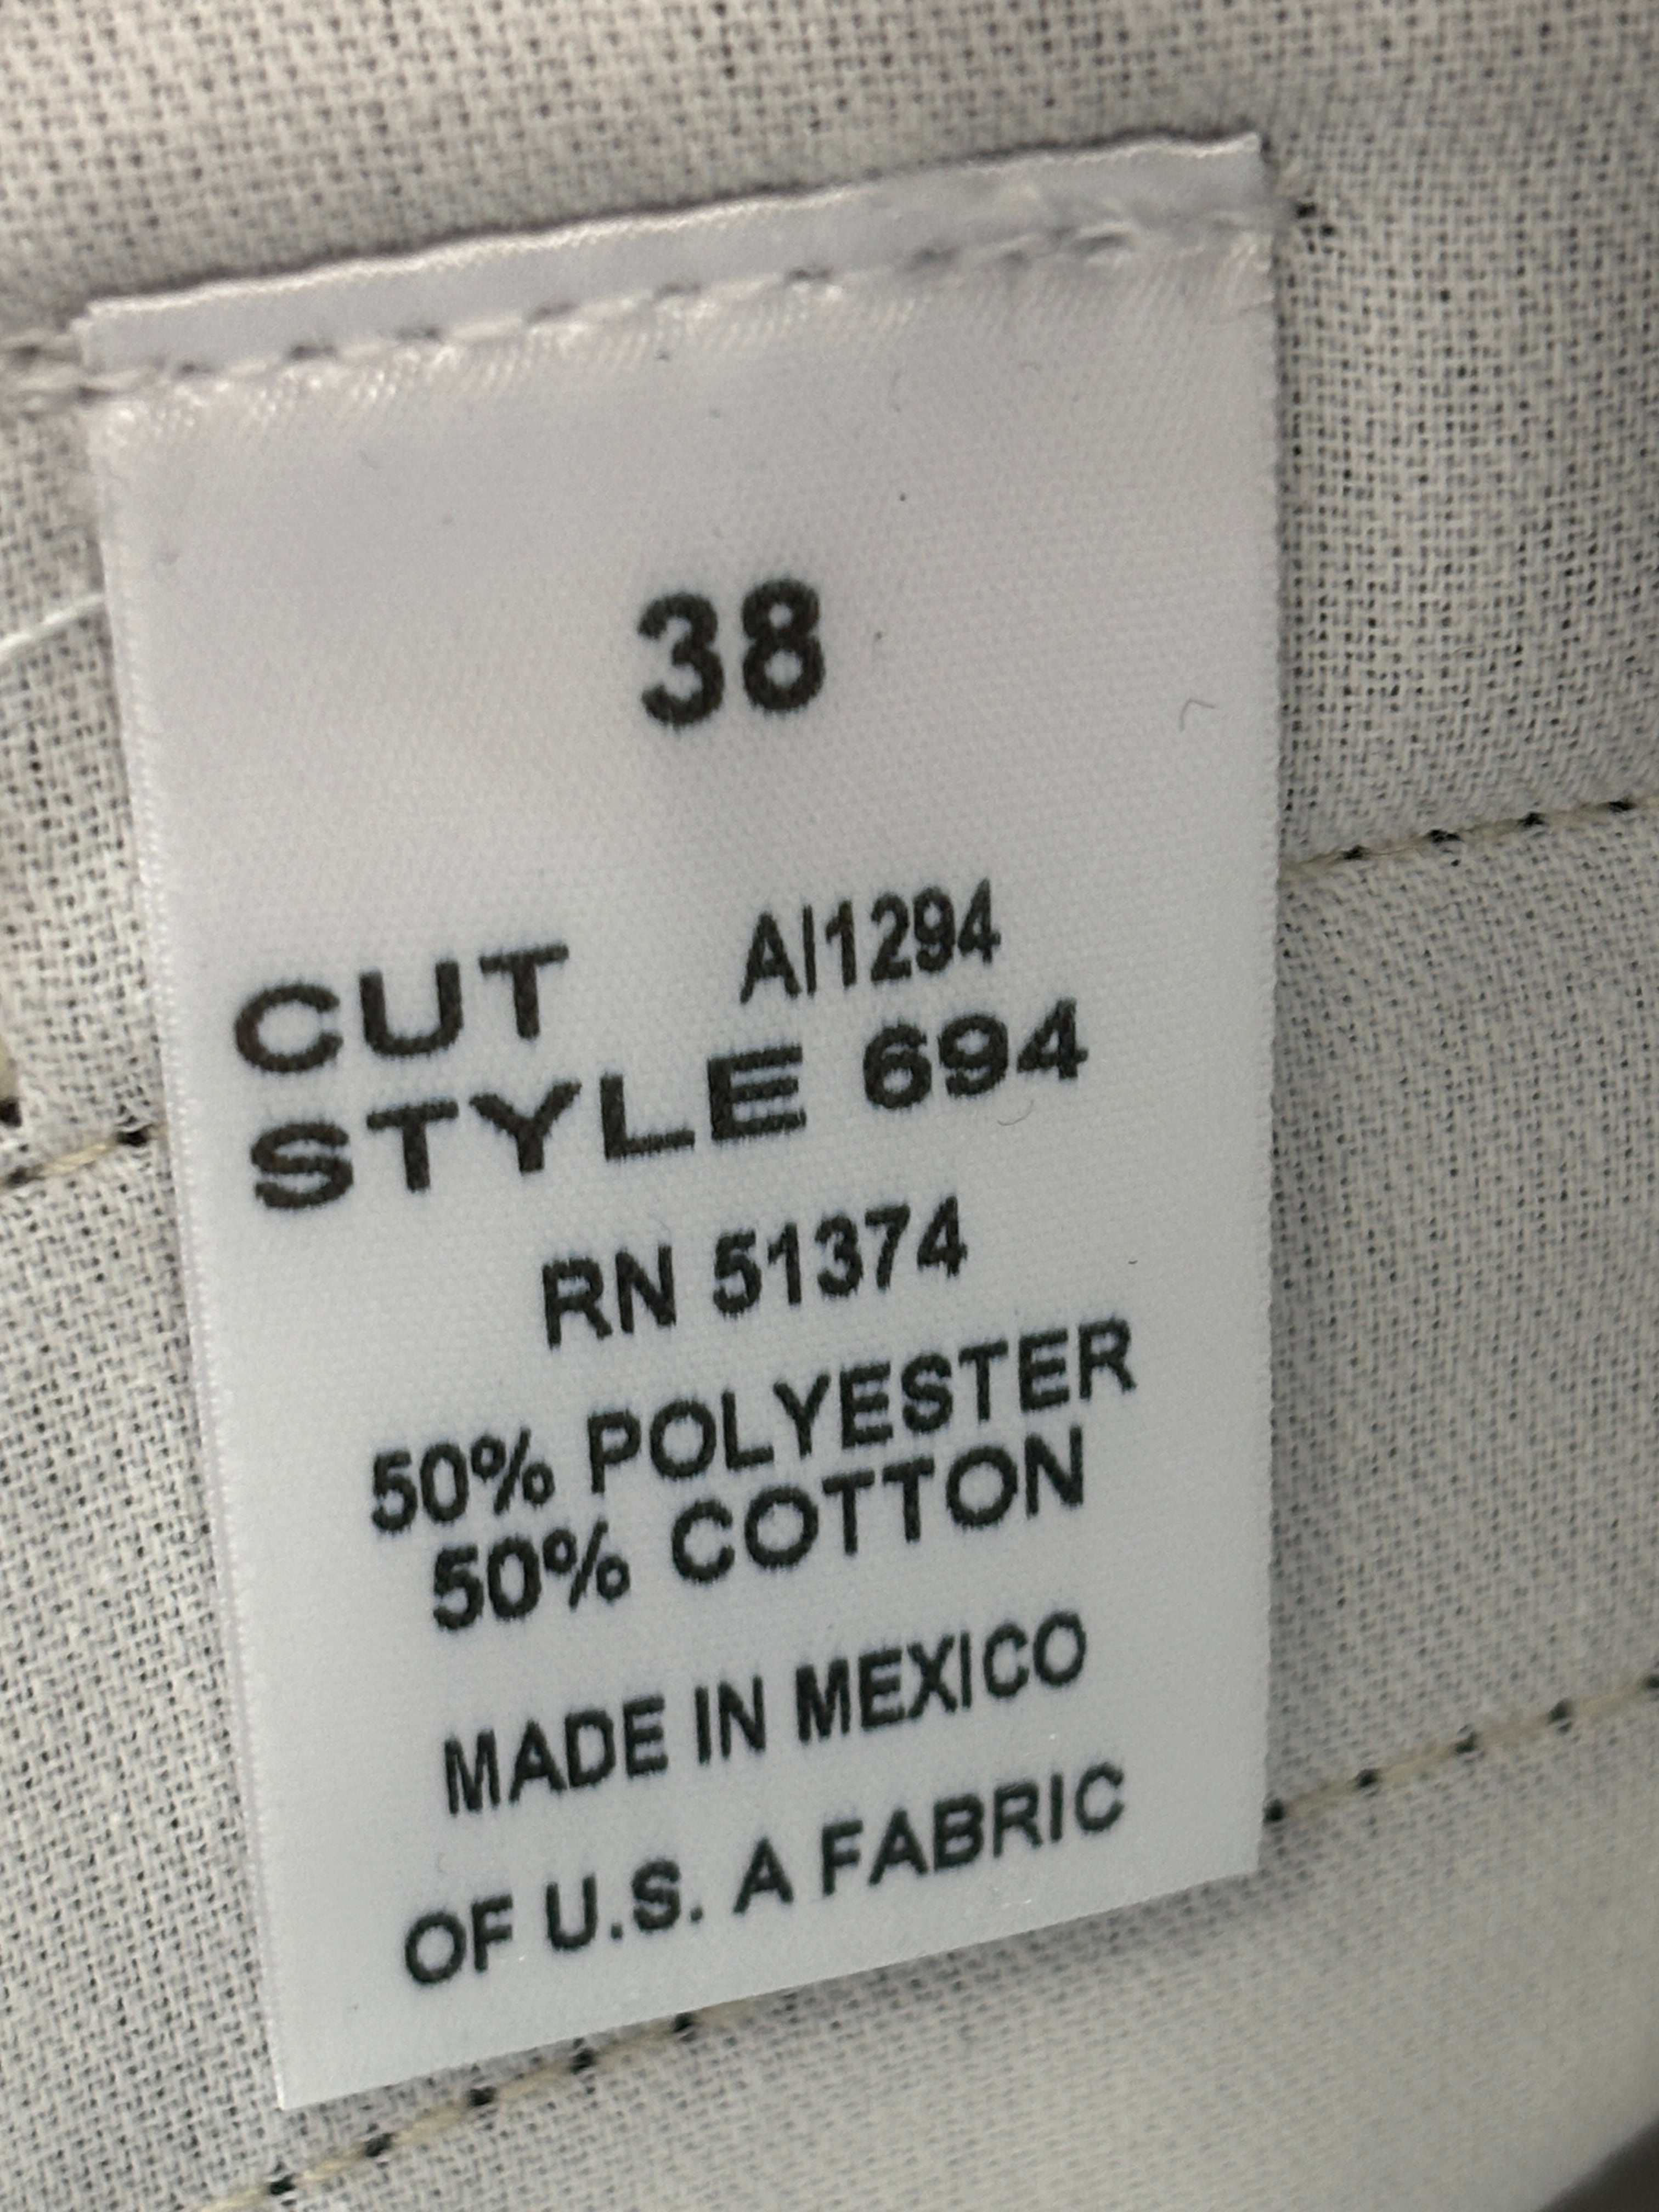 38
CUT AI1294
STYLE 694
RN 51374
50% POLYESTER
50% COTTON
MADE IN MEXICO
OF U.S. A FABRIC